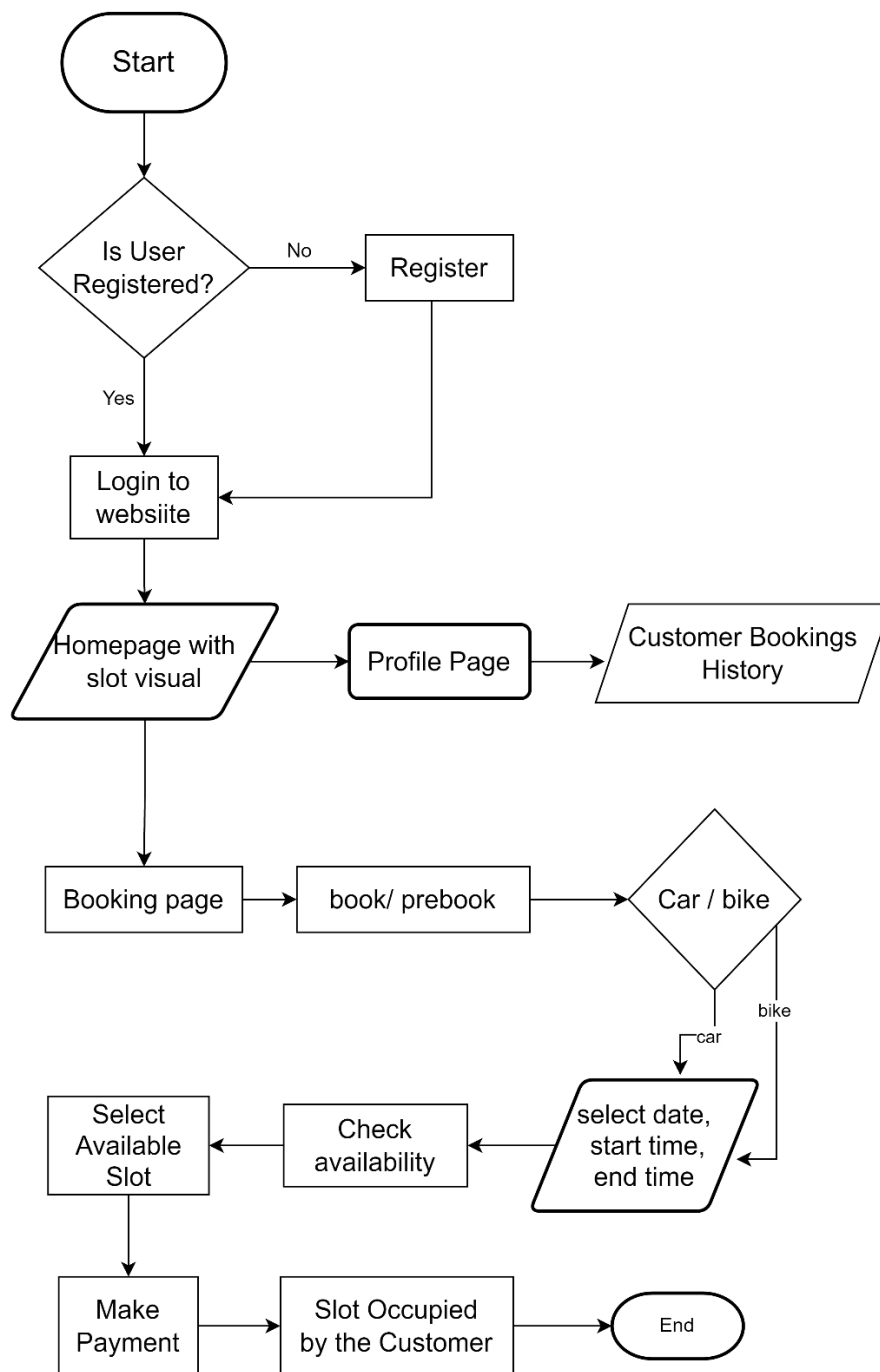 Start
Is User
Registered?
No
Register
Yes
Login to
websiite
Homepage with
slot visual
Profile Page
Customer Bookings
History
Booking page
book/ prebook
Car / bike
car
bike
select date,
start time,
end time
Check
availability
Select
Available
Slot
Make
Payment
Slot Occupied
by the Customer
End